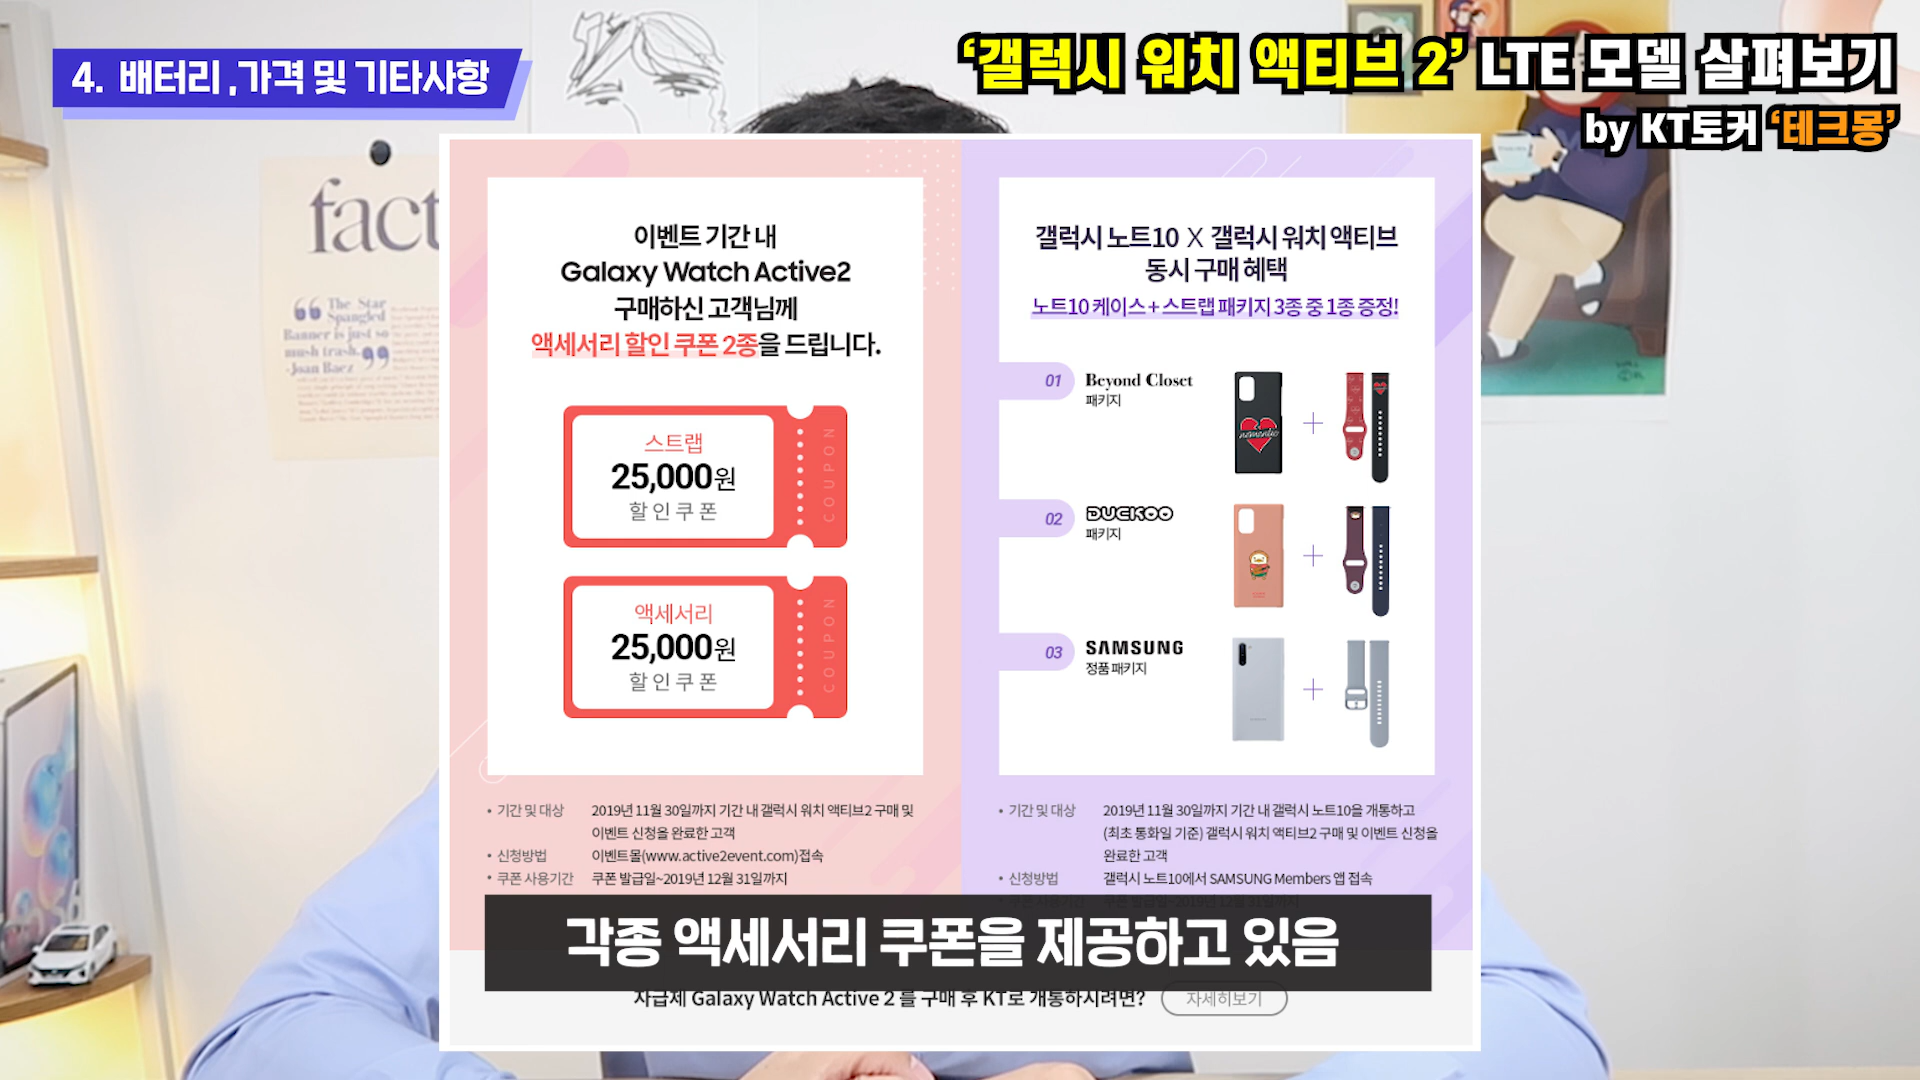 4. 배터리 ,가격 및 기타사항
‘갤럭시 워치 액티브 2’ LTE 모델 살펴보기
by KT토커 ‘테크몽’
fact
The Star
Spangled
Banner is just so
mush trash.
-Joan Baez
이벤트 기간 내
Galaxy Watch Active2
구매하신 고객님께
액세서리 할인 쿠폰 2종을 드립니다.
스트랩
25,000원
할인쿠폰
COUPON
액세서리
25,000원
할인쿠폰
COUPON
• 기간 및 대상 2019년 11월 30일까지 기간 내 갤럭시 워치 액티브2 구매 및
이벤트 신청을 완료한 고객
• 신청방법 이벤트몰(www.active2event.com)접속
• 쿠폰 사용기간 쿠폰 발급일~2019년 12월 31일까지
갤럭시 노트10 X 갤럭시 워치 액티브
동시 구매 혜택
노트10 케이스 + 스트랩 패키지 3종 중 1종 증정!
01 Beyond Closet
패키지
nomantic
02 DUCKOO
패키지
03 SAMSUNG
정품 패키지
• 기간 및 대상 2019년 11월 30일까지 기간 내 갤럭시 노트10을 개통하고
(최초 통화일 기준) 갤럭시 워치 액티브2 구매 및 이벤트 신청을
완료한 고객
• 신청방법 갤럭시 노트10에서 SAMSUNG Members 앱 접속
각종 액세서리 쿠폰을 제공하고 있음
자급제 Galaxy Watch Active 2 를 구매 후 KT로 개통하시려면? 자세히보기